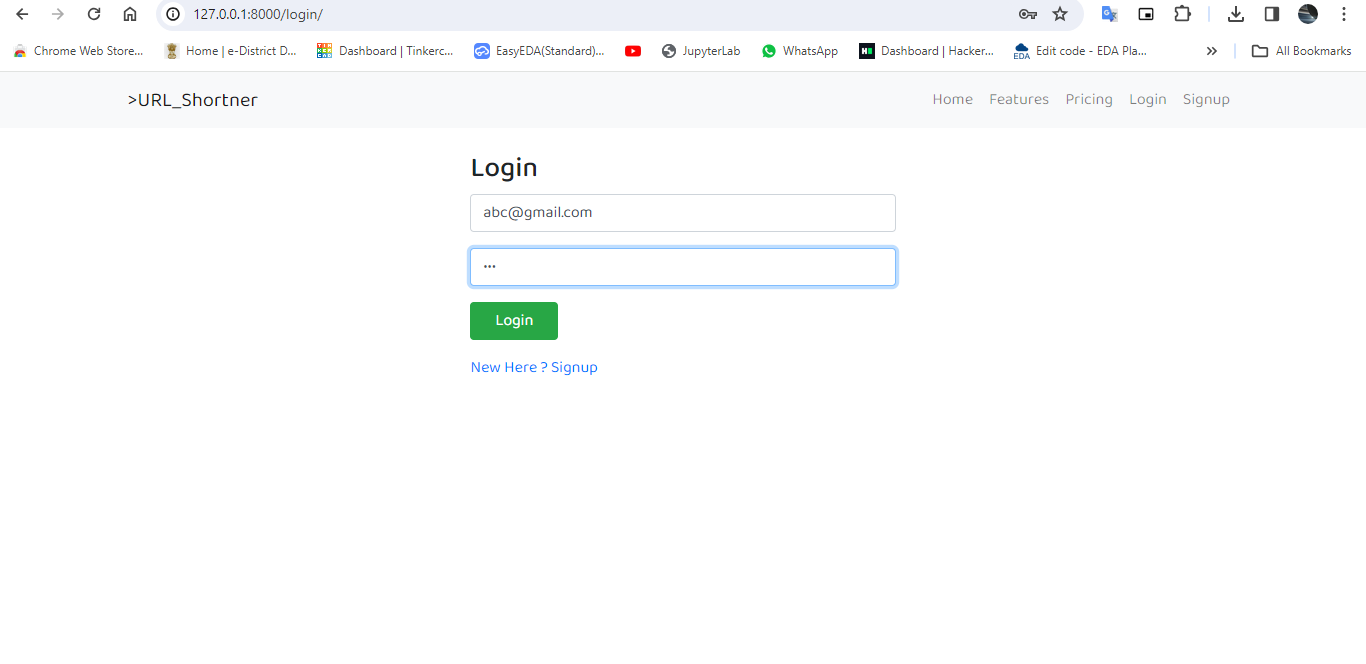 127.0.0.1:8000/login/
Chrome Web Store... Home | e-District D... Dashboard | Tinkerc... EasyEDA(Standard)... JupyterLab WhatsApp Dashboard | Hacker... EDA Edit code - EDA Pla... » All Bookmarks
>URL_Shortner Home Features Pricing Login Signup
Login
abc@gmail.com
•••
Login
New Here ? Signup